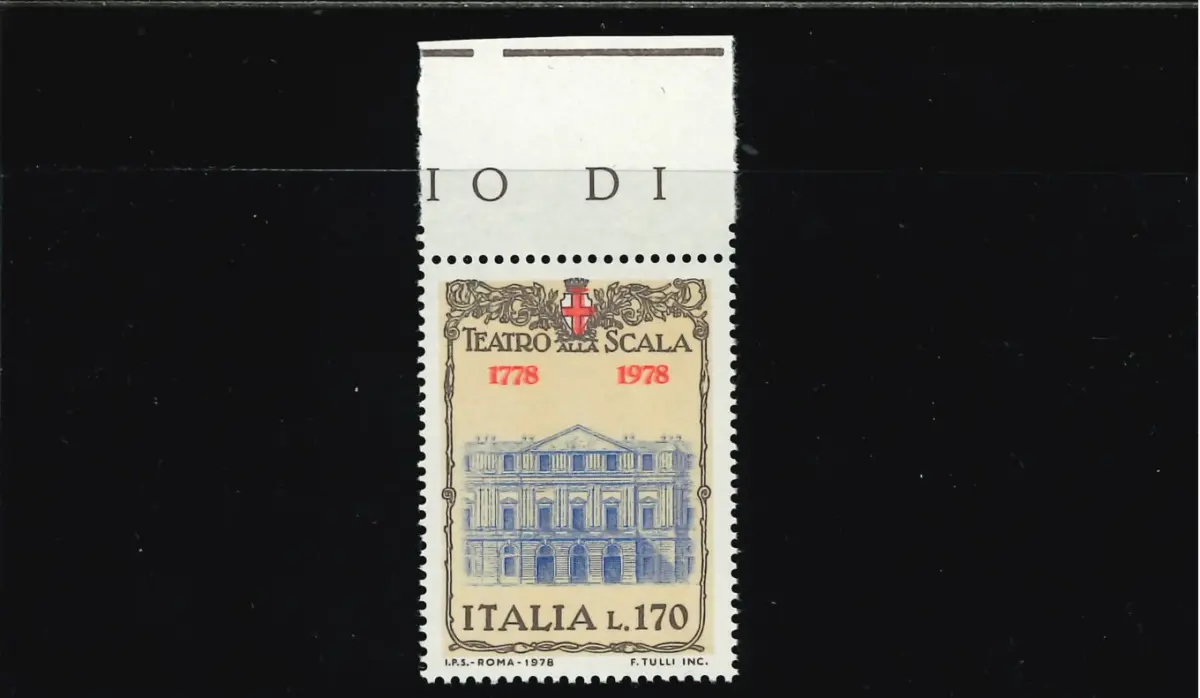 IO DI
TEATRO ALLA SCALA
1778 1978
ITALIA L.170
I.P.S.-ROMA-1978 F. TULLI INC.